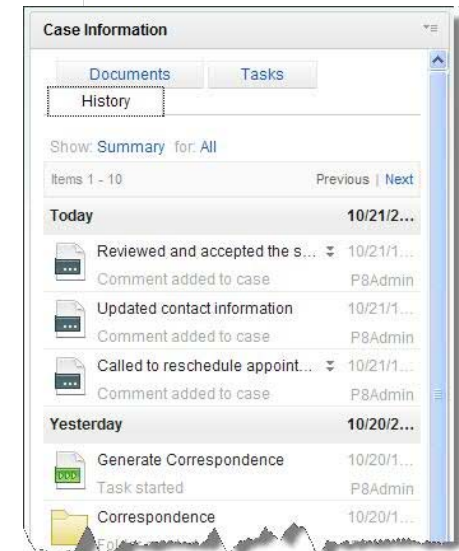 Case Information
Documents Tasks
History
Show: Summary for: All
Items 1 - 10 Previous | Next
Today 10/21/2...
Reviewed and accepted the s... 10/21/1...
Comment added to case P8Admin
Updated contact information 10/21/1...
Comment added to case P8Admin
Called to reschedule appoint... 10/21/1...
Comment added to case P8Admin
Yesterday 10/20/2...
Generate Correspondence 10/20/1...
Task started P8Admin
Correspondence 10/20/1...